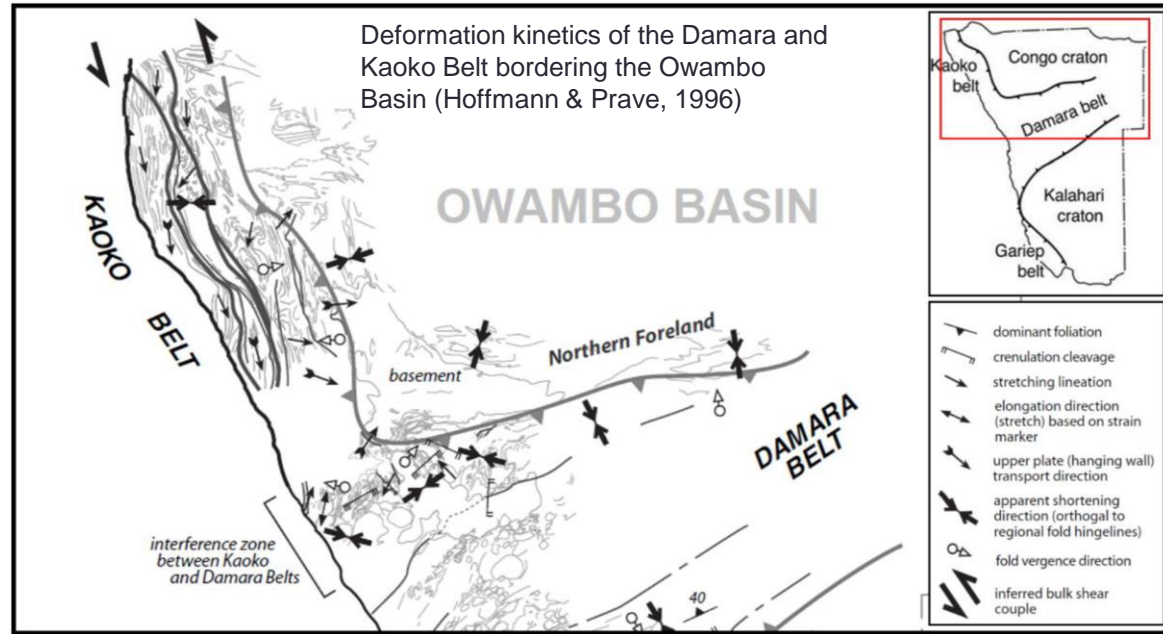 Deformation kinetics of the Damara and
Kaoko Belt bordering the Owambo
Basin (Hoffmann & Prave, 1996)
OWAMBO BASIN
KAOKO
BELT
Northern Foreland
basement
DAMARA
BELT
interference zone
between Kaoko
and Damara Belts
40
Congo craton
Kaoko
belt
Damara belt
Kalahari
craton
Gariep
belt
dominant foliation
crenulation cleavage
stretching lineation
elongation direction
(stretch) based on strain
marker
upper plate (hanging wall)
transport direction
apparent shortening
direction (orthogal to
regional fold hingelines)
fold vergence direction
inferred bulk shear
couple